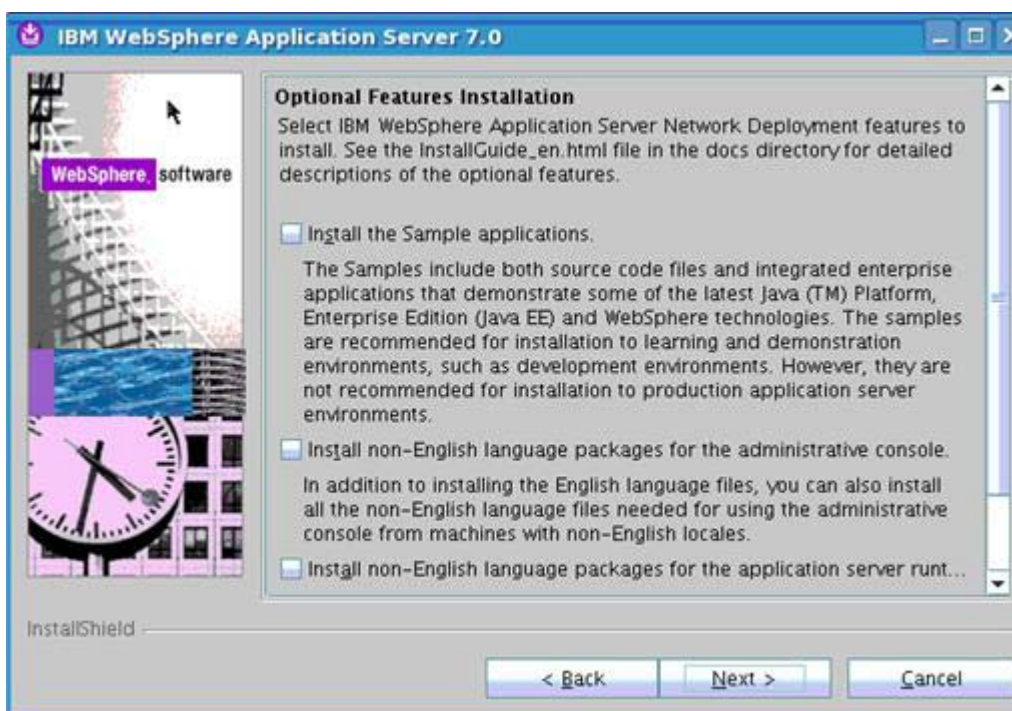 IBM WebSphere Application Server 7.0
WebSphere. software
Optional Features Installation
Select IBM WebSphere Application Server Network Deployment features to
install. See the InstallGuide_en.html file in the docs directory for detailed
descriptions of the optional features.
Install the Sample applications.
The Samples include both source code files and integrated enterprise
applications that demonstrate some of the latest Java (TM) Platform,
Enterprise Edition (Java EE) and WebSphere technologies. The samples
are recommended for installation to learning and demonstration
environments, such as development environments. However, they are
not recommended for installation to production application server
environments.
Install non-English language packages for the administrative console.
In addition to installing the English language files, you can also install
all the non-English language files needed for using the administrative
console from machines with non-English locales.
Install non-English language packages for the application server runt...
InstallShield
< Back
Next >
Cancel